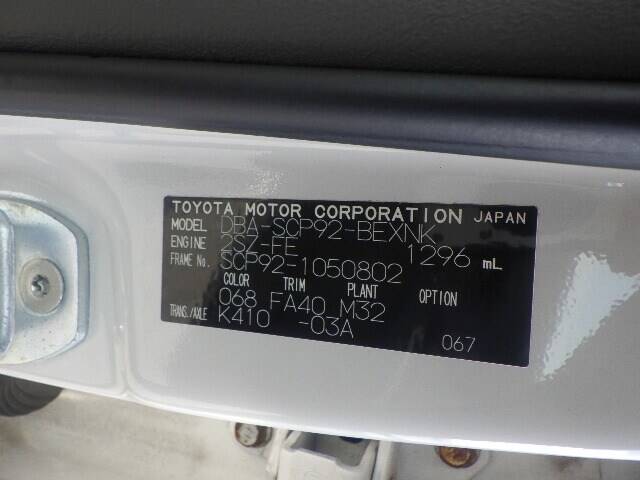 TOYOTA MOTOR CORPORATION JAPAN
MODEL DBA-SCP92-BEXNK
ENGINE 2SZ-FE 1296 mL
FRAME No. SCP92-1050802
COLOR TRIM PLANT OPTION
068 FA40 M32
TRANS./AXLE K410 -03A
067